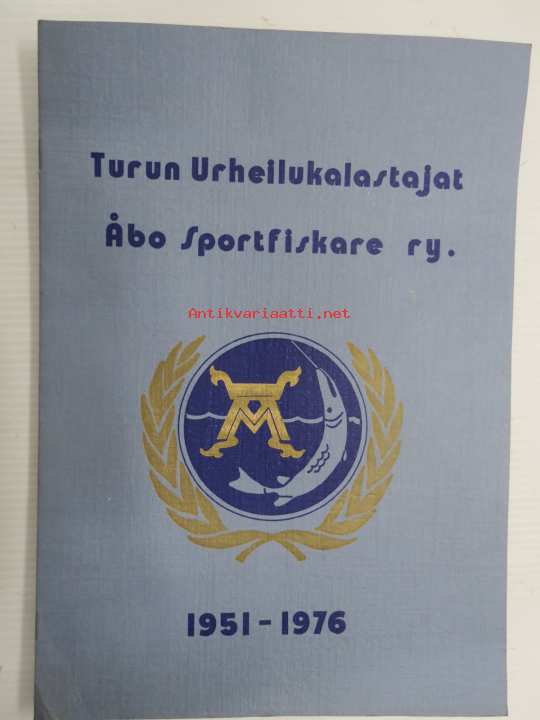 Turun Urheilukalastajat
Åbo Sportfiskare ry.
Antikvariaatti.net
A
1951-1976